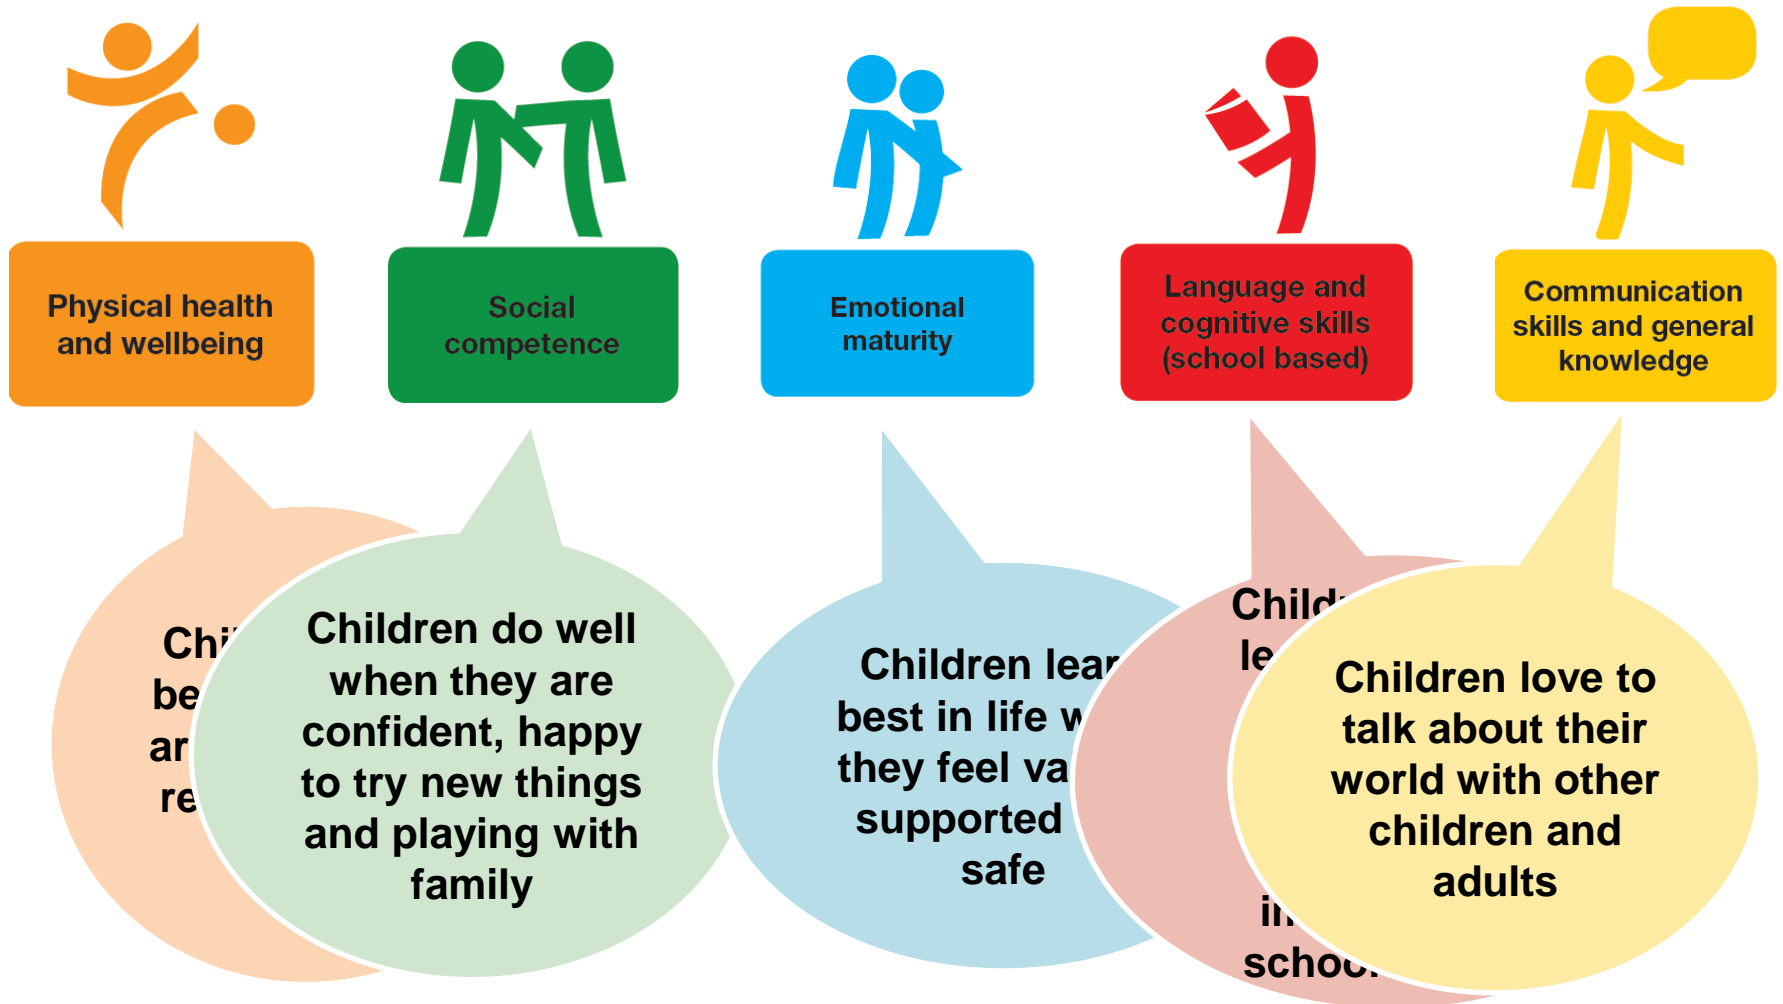 Physical health
and wellbeing
Social
competence
Emotional
maturity
Language and
cognitive skills
(school based)
Communication
skills and general
knowledge
Children do well
when they are
confident, happy
to try new things
and playing with
family
Children
best in life
they feel
supported
safe
Children love to
talk about their
world with other
children and
adults